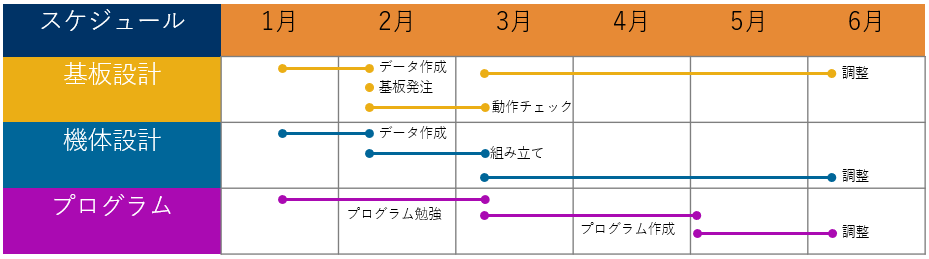 スケジュール 1月 2月 3月 4月 5月 6月
基板設計
データ作成
基板発注
動作チェック
調整
機体設計
データ作成
組み立て
調整
プログラム
プログラム勉強
プログラム作成
調整